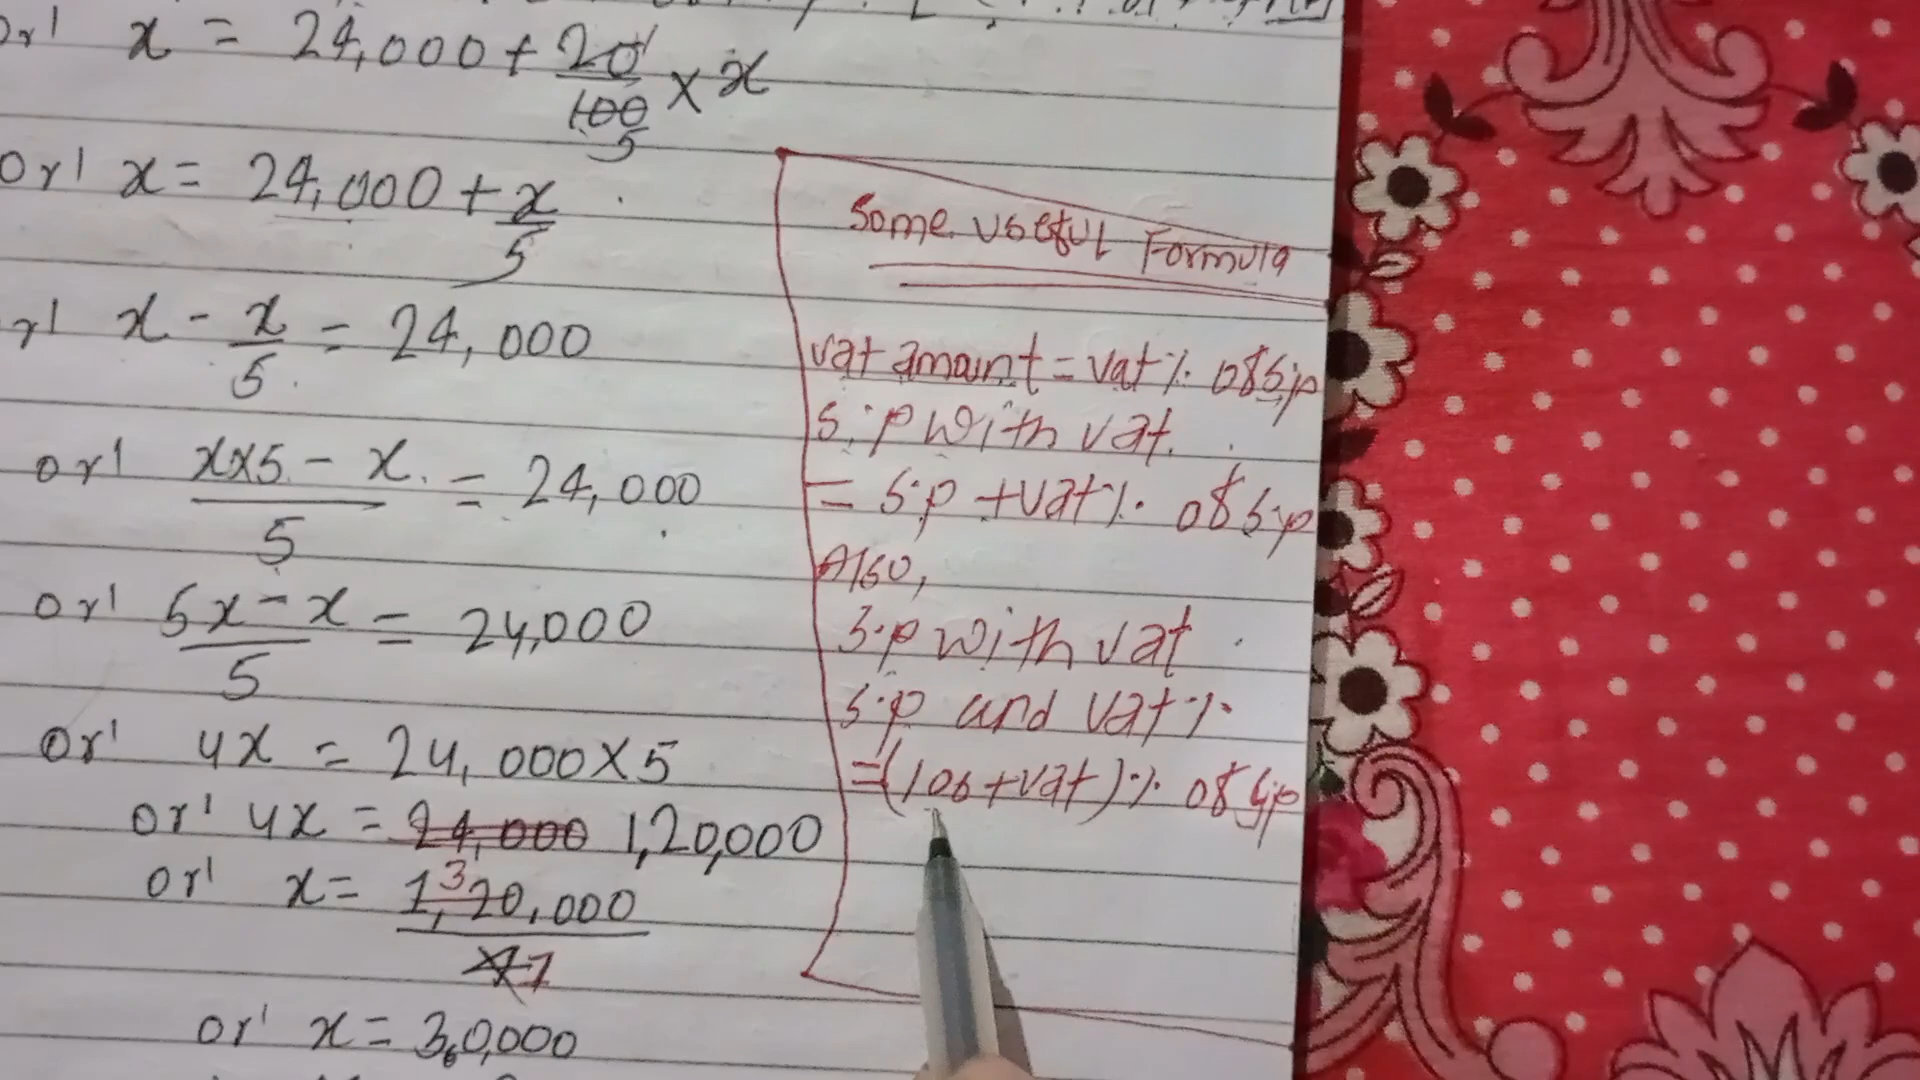 or' x = 24,000 + 20/100 × x
5
or' x = 24,000 + x/5
or' x - x/5 = 24,000
or' x×5 - x / 5 = 24,000
or' 5x - x / 5 = 24,000
or' 4x = 24,000 × 5
or' 4x = 24,000 1,20,000
or' x = 1,20,000 / 4
3
1
or' x = 30,000
Some useful Formula
vat amount = vat % of S.p
S.p with vat.
= S.p + vat % of S.p
Also,
S.p with vat
S.p and vat %
= (100 + vat) % of S.p